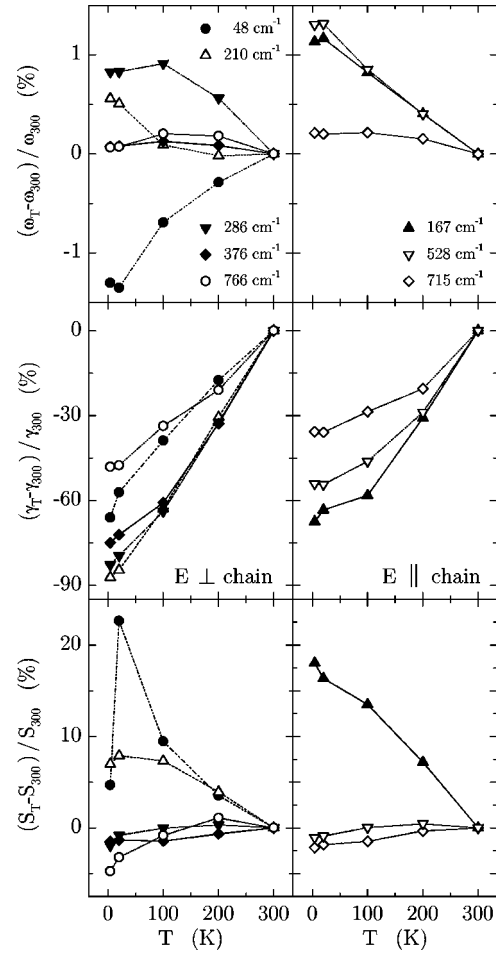 (ω_T-ω_300) / ω_300 (%)
1
0
-1
48 cm⁻¹
210 cm⁻¹
286 cm⁻¹
376 cm⁻¹
766 cm⁻¹
167 cm⁻¹
528 cm⁻¹
715 cm⁻¹
(γ_T-γ_300) / γ_300 (%)
0
-30
-60
-90
E ⊥ chain
E ∥ chain
(S_T-S_300) / S_300 (%)
20
10
0
0 100 200 300
0 100 200 300
T (K)
T (K)